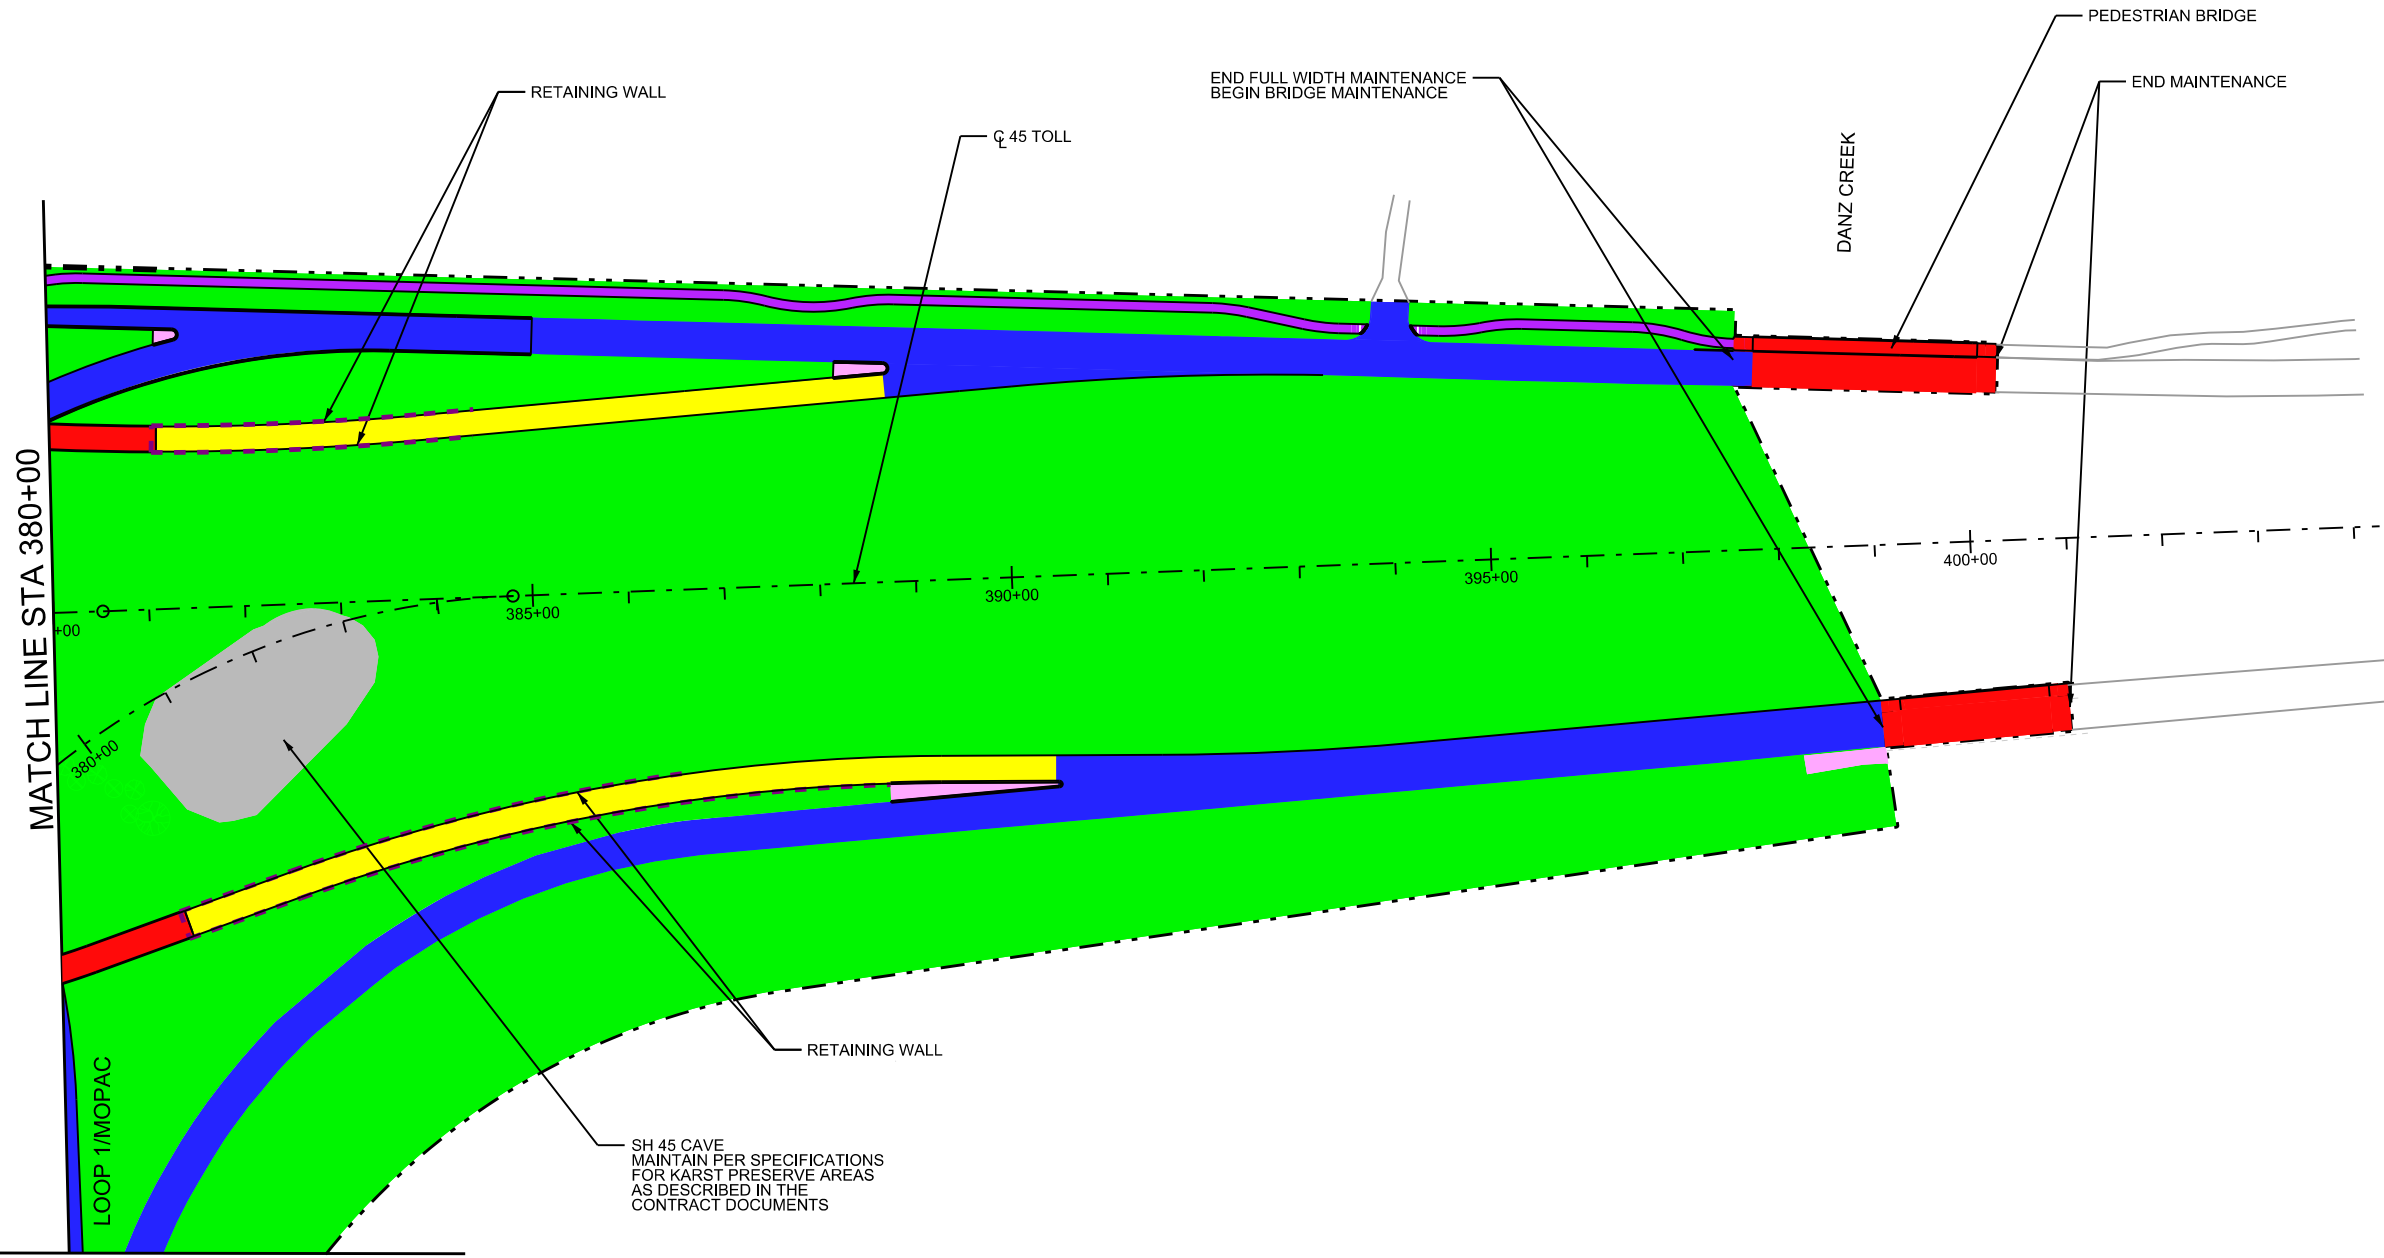 PEDESTRIAN BRIDGE
END FULL WIDTH MAINTENANCE
BEGIN BRIDGE MAINTENANCE
END MAINTENANCE
RETAINING WALL
℄ 45 TOLL
DANZ CREEK
MATCH LINE STA 380+00
400+00
395+00
390+00
385+00
+00
380+00
RETAINING WALL
LOOP 1/MOPAC
SH 45 CAVE
MAINTAIN PER SPECIFICATIONS
FOR KARST PRESERVE AREAS
AS DESCRIBED IN THE
CONTRACT DOCUMENTS